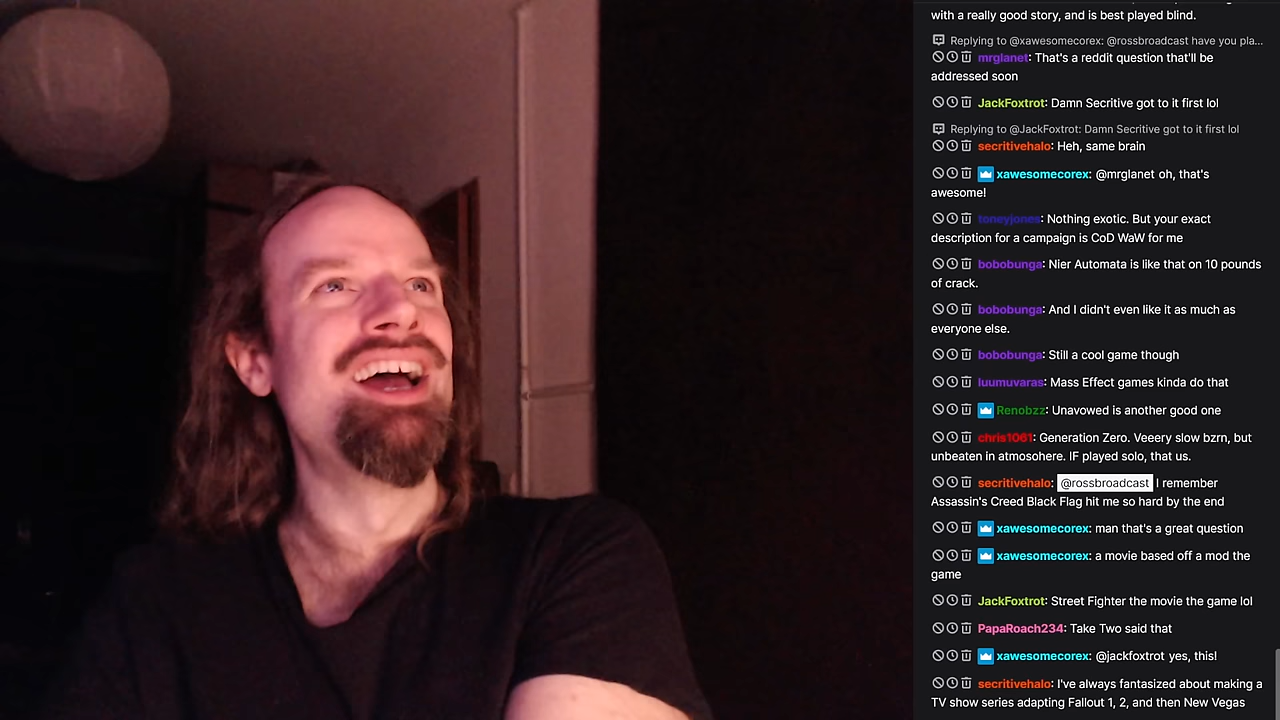 with a really good story, and is best played blind.
Replying to @xawesomecorex: @rossbroadcast have you pla...
mrglanet: That's a reddit question that'll be
addressed soon
JackFoxtrot: Damn Secritive got to it first lol
Replying to @JackFoxtrot: Damn Secritive got to it first lol
secritivehalo: Heh, same brain
xawesomecorex: @mrglanet oh, that's
awesome!
toneyjones: Nothing exotic. But your exact
description for a campaign is CoD WaW for me
bobobunga: Nier Automata is like that on 10 pounds
of crack.
bobobunga: And I didn't even like it as much as
everyone else.
bobobunga: Still a cool game though
luumuvaras: Mass Effect games kinda do that
Renobzz: Unavowed is another good one
chris1061: Generation Zero. Veeery slow bzrn, but
unbeaten in atmosohere. IF played solo, that us.
secritivehalo: @rossbroadcast I remember
Assassin's Creed Black Flag hit me so hard by the end
xawesomecorex: man that's a great question
xawesomecorex: a movie based off a mod the
game
JackFoxtrot: Street Fighter the movie the game lol
PapaRoach234: Take Two said that
xawesomecorex: @jackfoxtrot yes, this!
secritivehalo: I've always fantasized about making a
TV show series adapting Fallout 1, 2, and then New Vegas